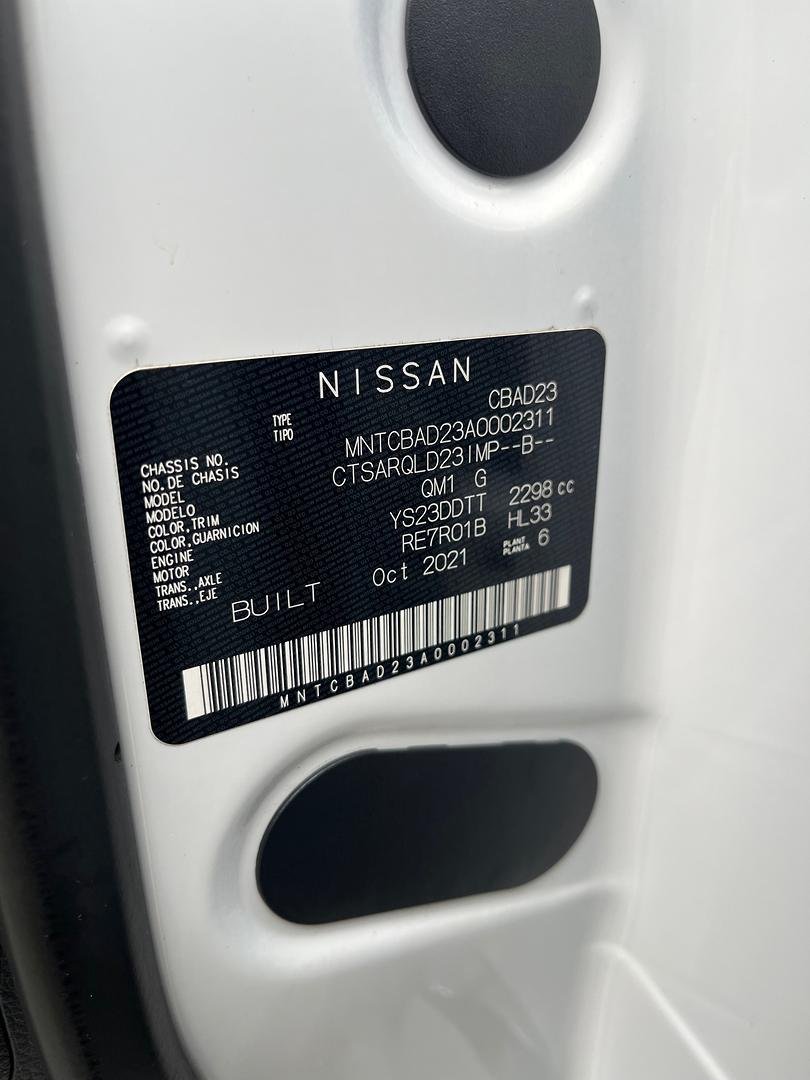 NISSAN
TYPE
TIPO
CBAD23
CHASSIS NO.
NO.DE CHASIS
MNTCBAD23A0002311
MODEL
MODELO
CTSARQLD23IMP--B--
COLOR,TRIM
COLOR,GUARNICION
QM1 G
ENGINE
MOTOR
YS23DDTT 2298 cc
TRANS.,AXLE
TRANS.,EJE
RE7R01B HL33
PLANT
PLANTA
6
BUILT Oct 2021
MNTCBAD23A0002311